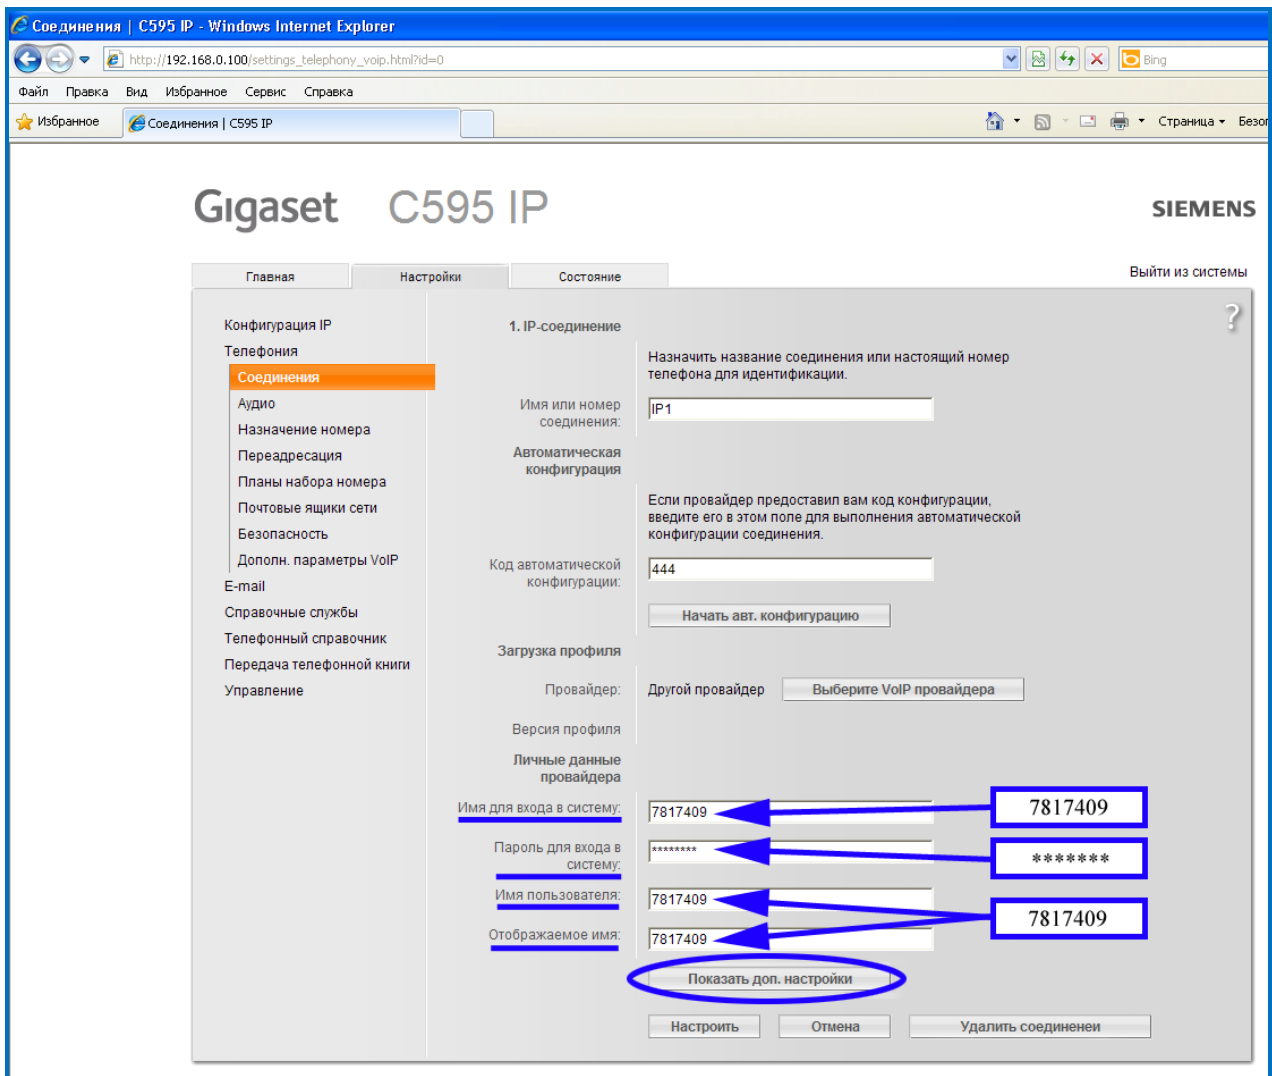 Соединения | C595 IP - Windows Internet Explorer
http://192.168.0.100/settings_telephony_voip.html?id=0
Bing
Файл Правка Вид Избранное Сервис Справка
Избранное
Соединения | C595 IP
Страница
Gigaset C595 IP
SIEMENS
Главная
Настройки
Состояние
Выйти из системы
?
Конфигурация IP
Телефония
Соединения
Аудио
Назначение номера
Переадресация
Планы набора номера
Почтовые ящики сети
Безопасность
Дополн. параметры VoIP
E-mail
Справочные службы
Телефонный справочник
Передача телефонной книги
Управление
1. IP-соединение
Назначить название соединения или настоящий номер
телефона для идентификации.
Имя или номер
соединения:
IP1
Автоматическая
конфигурация
Если провайдер предоставил вам код конфигурации,
введите его в этом поле для выполнения автоматической
конфигурации соединения.
Код автоматической
конфигурации:
444
Начать авт. конфигурацию
Загрузка профиля
Провайдер:
Другой провайдер
Выберите VoIP провайдера
Версия профиля
Личные данные
провайдера
Имя для входа в систему:
7817409
7817409
Пароль для входа в
систему:
********
*******
Имя пользователя:
7817409
7817409
Отображаемое имя:
7817409
Показать доп. настройки
Настроить
Отмена
Удалить соединенеи